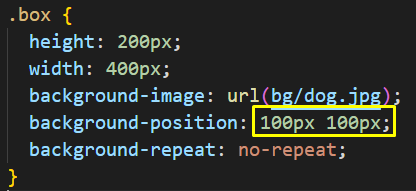 .box {
height: 200px;
width: 400px;
background-image: url(bg/dog.jpg);
background-position: 100px 100px;
background-repeat: no-repeat;
}